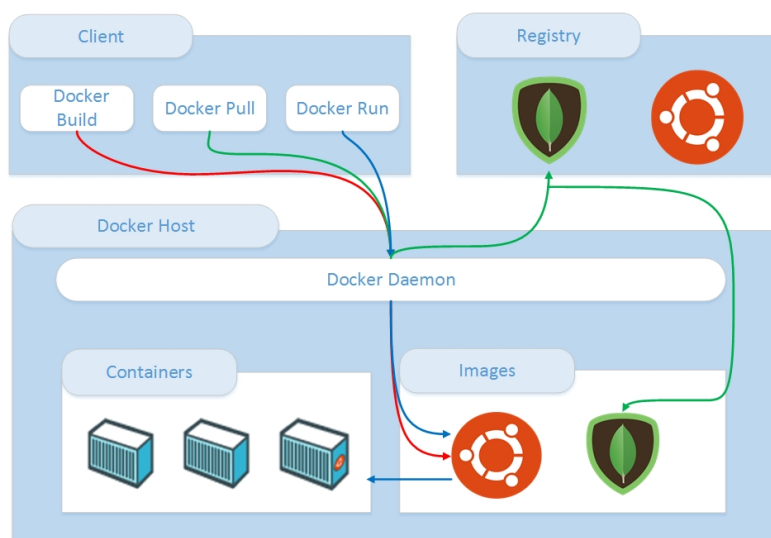 Client
Registry
Docker
Build
Docker Pull
Docker Run
Docker Host
Docker Daemon
Containers
Images